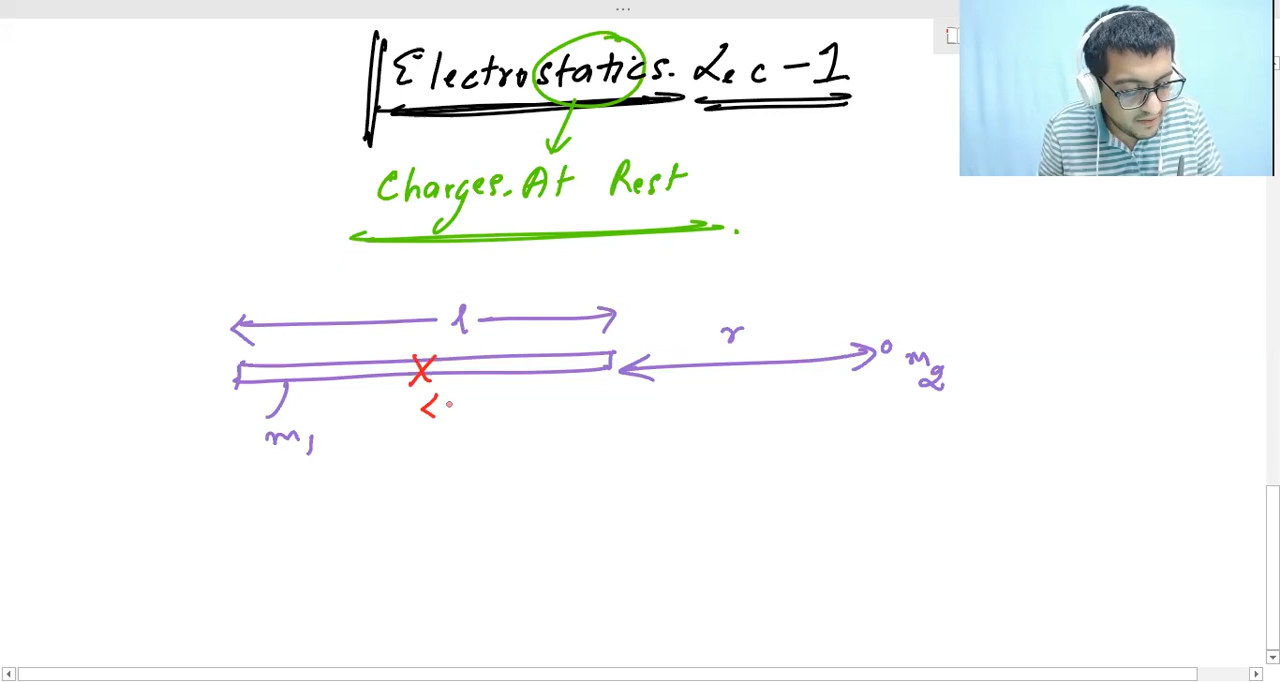 Electrostatics. Lec-1
Charges. At Rest
l
r
m2
m1